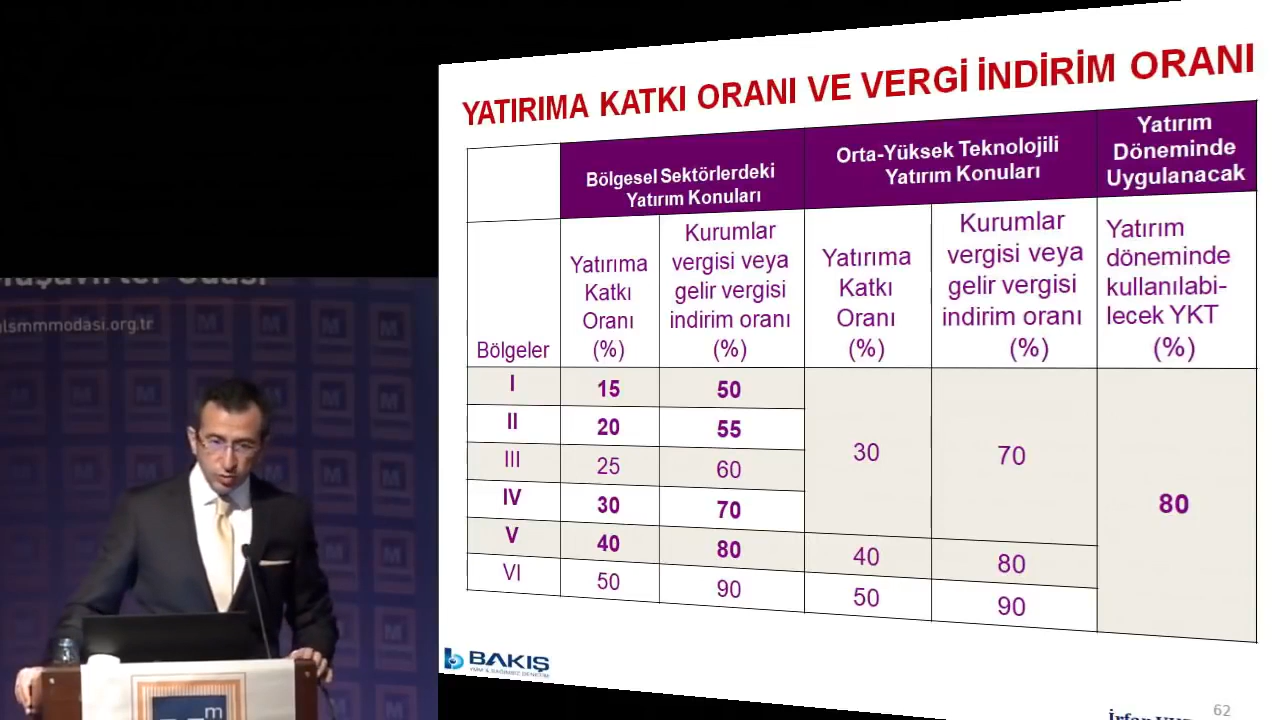 YATIRIMA KATKI ORANI VE VERGİ İNDİRİM ORANI
Bölgesel Sektörlerdeki
Yatırım Konuları
Orta-Yüksek Teknolojili
Yatırım Konuları
Yatırım
Döneminde
Uygulanacak
Bölgeler
Yatırıma
Katkı
Oranı
(%)
Kurumlar
vergisi veya
gelir vergisi
indirim oranı
(%)
Yatırıma
Katkı
Oranı
(%)
Kurumlar
vergisi veya
gelir vergisi
indirim oranı
(%)
Yatırım
döneminde
kullanılabi-
lecek YKT
(%)
I 15 50 30 70 80
II 20 55
III 25 60
IV 30 70
V 40 80 40 80
VI 50 90 50 90
BAKIŞ
62
Odası
lsmmmodasi.org.tr
m